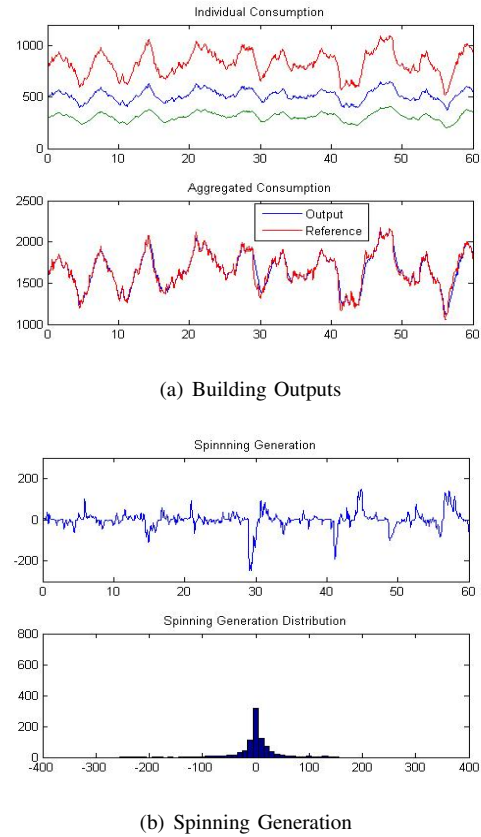 Individual Consumption
1000
500
0
0 10 20 30 40 50 60
Aggregated Consumption
2500
2000
1500
1000
Output
Reference
0 10 20 30 40 50 60
(a) Building Outputs
Spinnning Generation
200
0
-200
0 10 20 30 40 50 60
Spinning Generation Distribution
800
600
400
200
0
-400 -300 -200 -100 0 100 200 300 400
(b) Spinning Generation